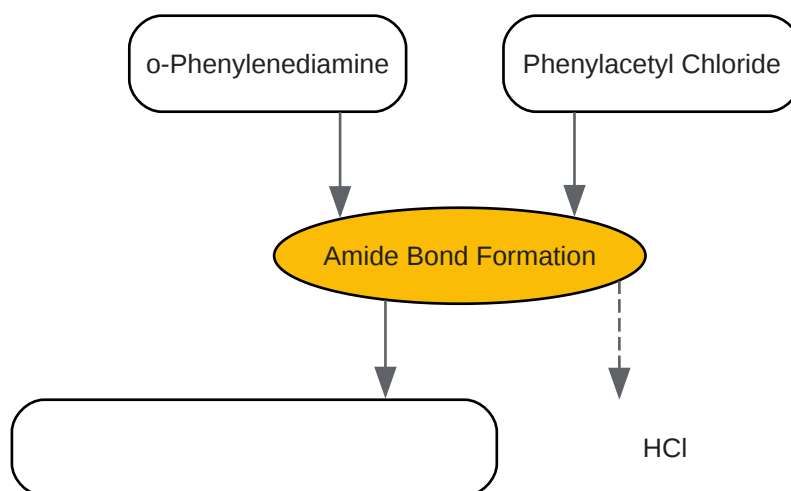 o-Phenylenediamine
Phenylacetyl Chloride
Amide Bond Formation
HCl